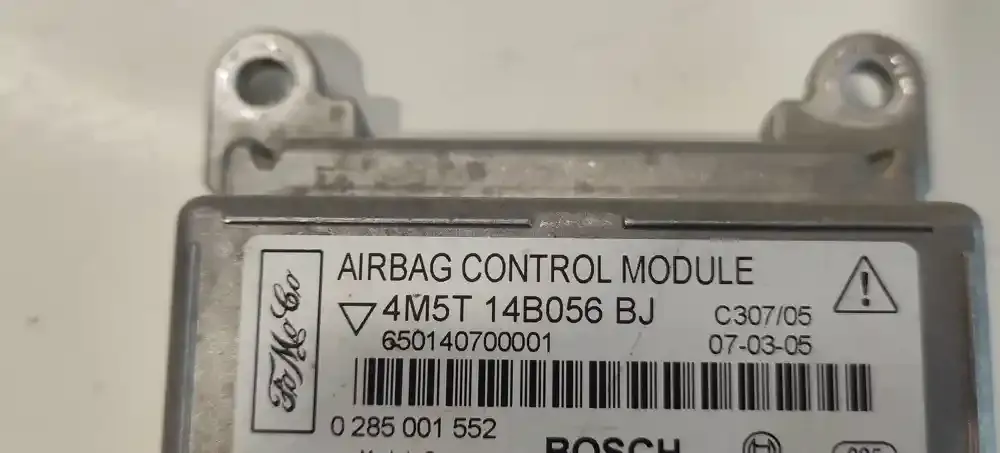 AIRBAG CONTROL MODULE
4M5T 14B056 BJ
C307/05
650140700001
07-03-05
FoMoCo
0 285 001 552
BOSCH